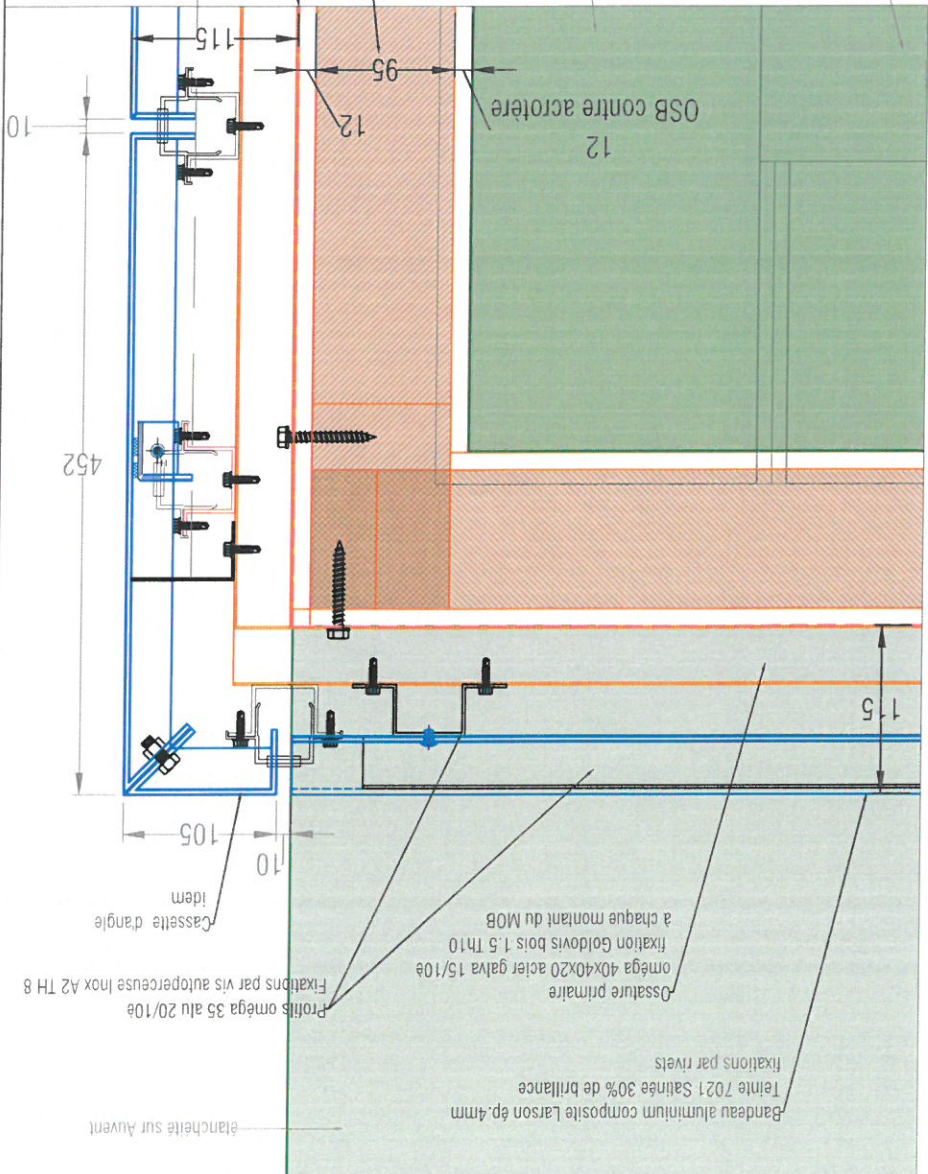 étanchéité sur Auvent
Bandeau aluminium composite Larson ép.4mm
Teinte 7021 Satinée 30% de brillance
fixations par rivets
Ossature primaire
oméga 40x40x20 acier galva 15/10è
fixation Goldovis bois 1.5 Th10
à chaque montant du MOB
Profils oméga 35 alu 20/10è
Fixations par vis autoperceuse Inox A2 TH 8
Cassette d'angle
idem
10
105
115
452
12
OSB contre acrotère
12
10
95
115